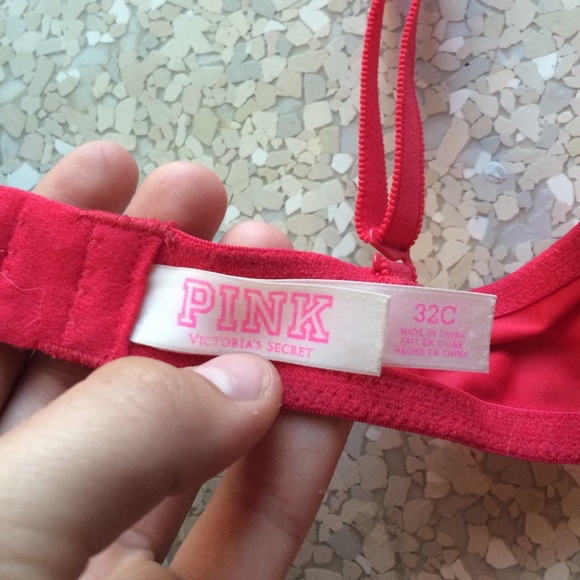 PINK
VICTORIA'S SECRET
32C
MADE IN CHINA
FAIT EN CHINE
HECHO EN CHINA